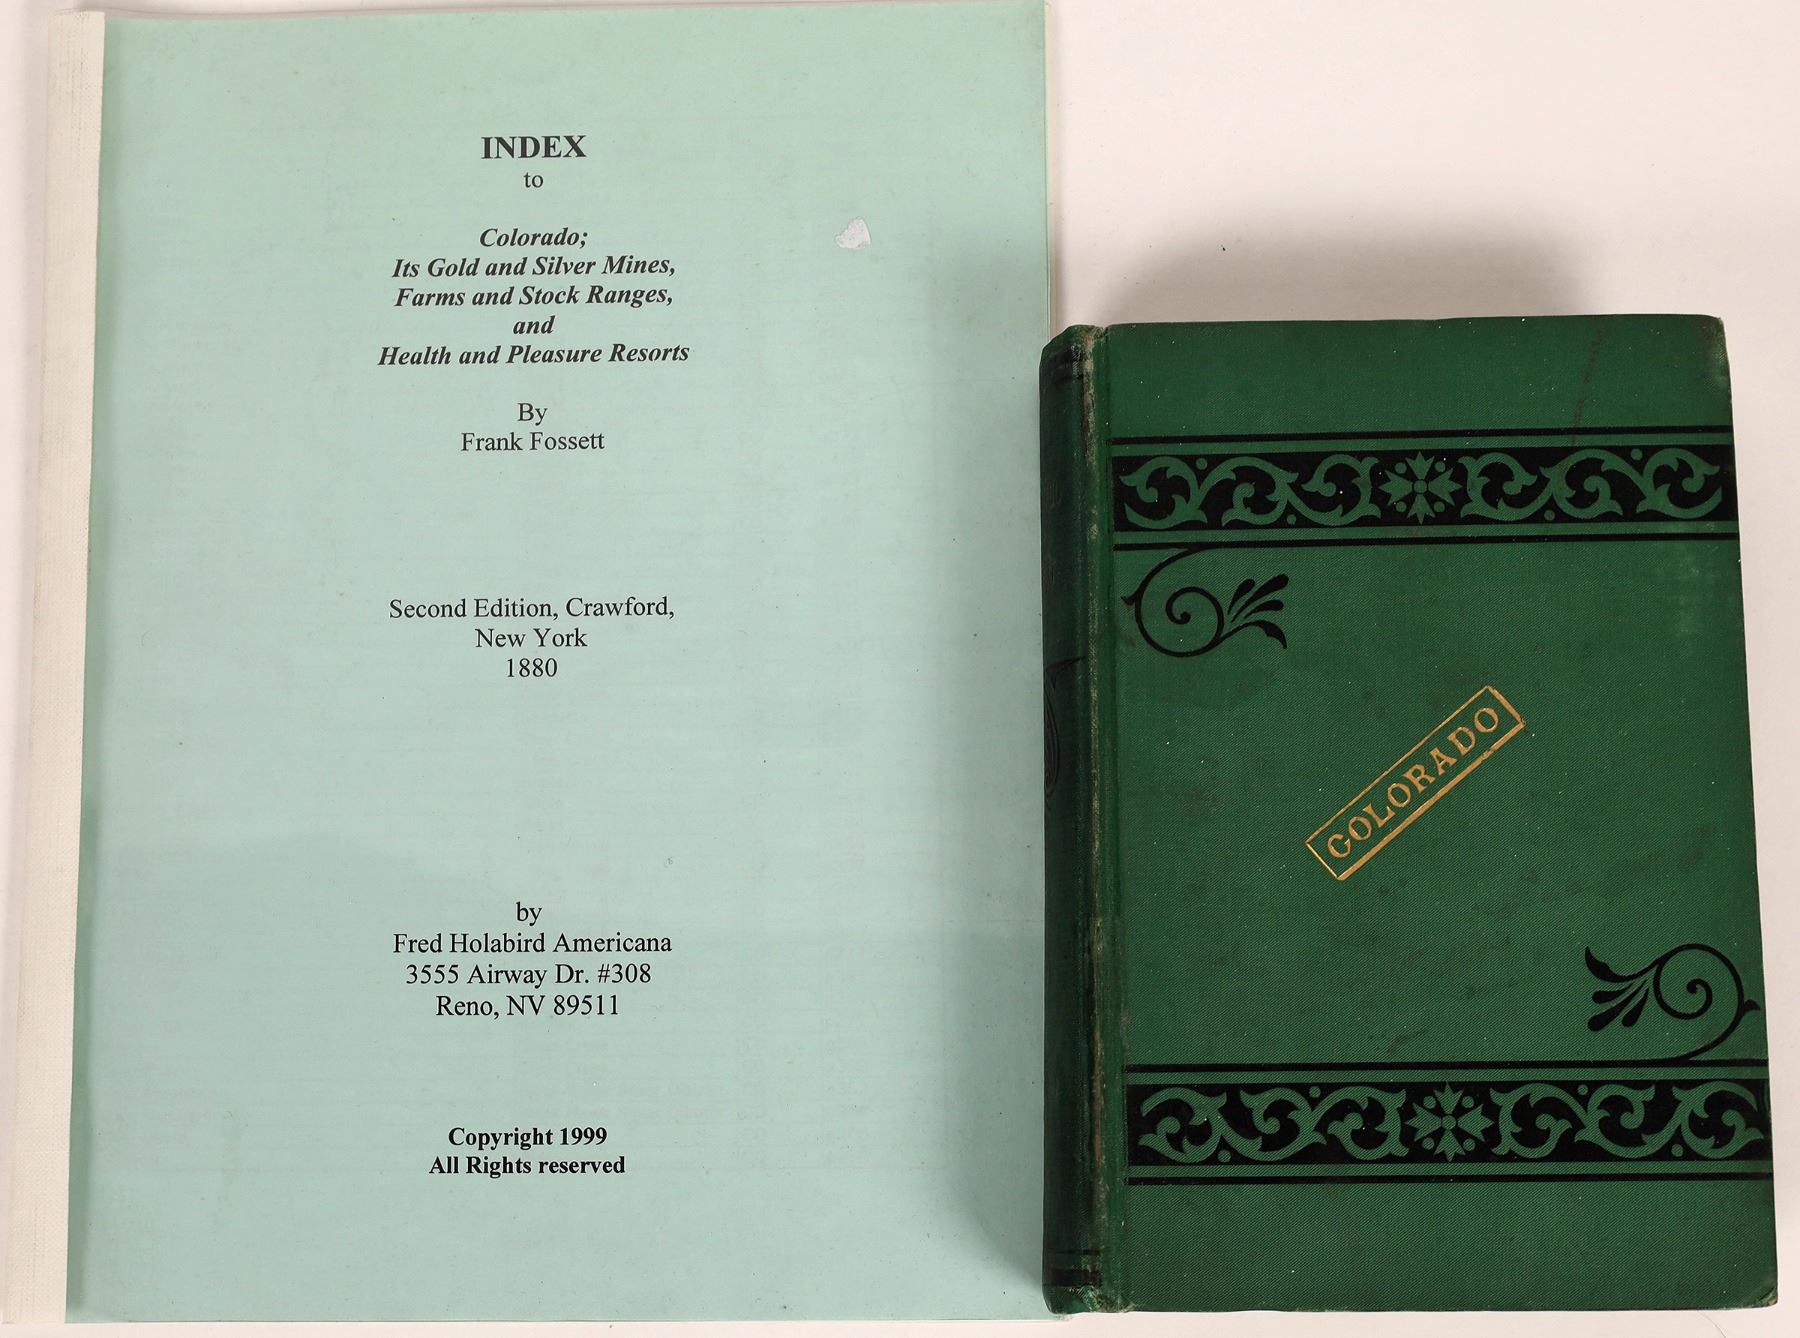 INDEX
to
Colorado;
Its Gold and Silver Mines,
Farms and Stock Ranges,
and
Health and Pleasure Resorts
By
Frank Fossett
Second Edition, Crawford,
New York
1880
by
Fred Holabird Americana
3555 Airway Dr. #308
Reno, NV 89511
Copyright 1999
All Rights reserved
COLORADO